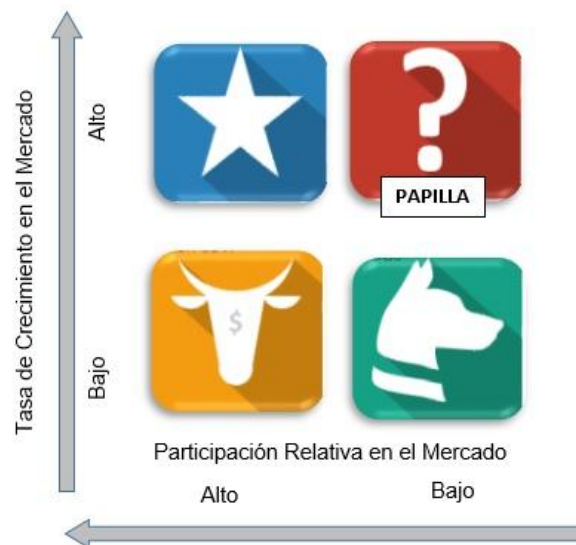 Tasa de Crecimiento en el Mercado
Alto
Bajo
?
PAPILLA
$
Participación Relativa en el Mercado
Alto
Bajo